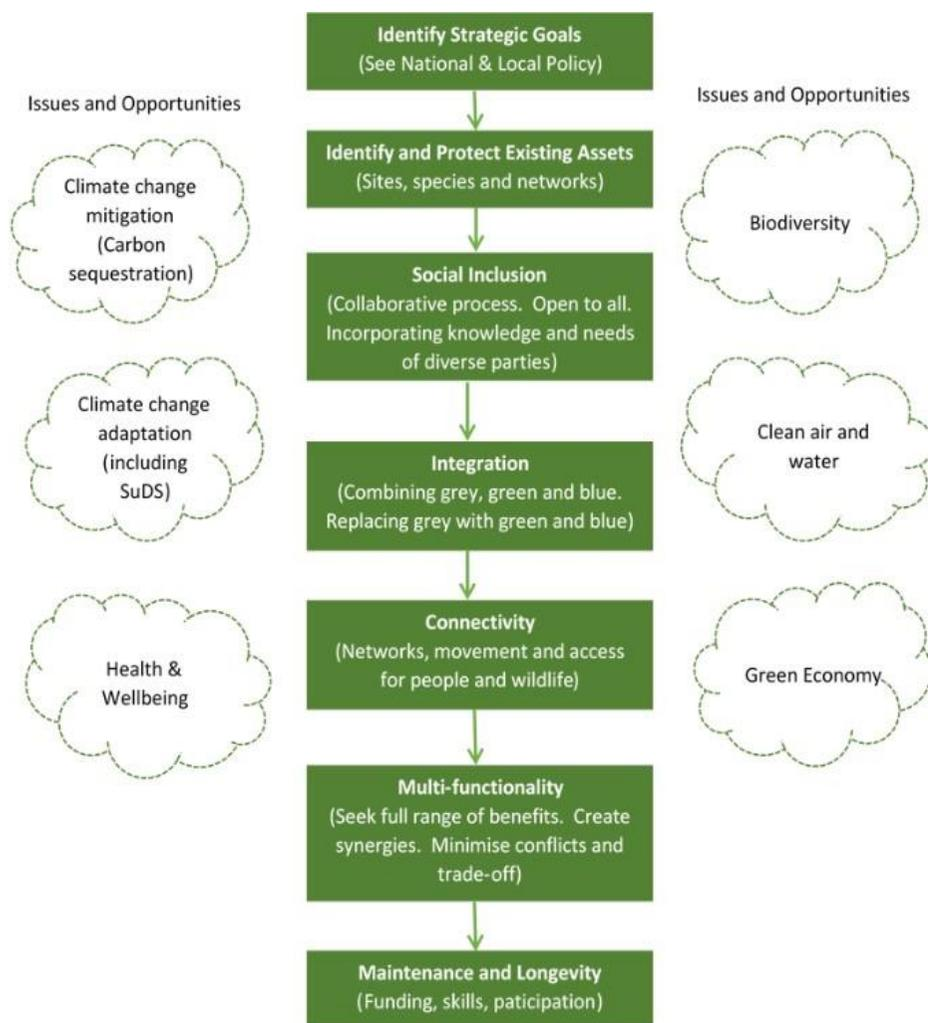 Identify Strategic Goals
(See National & Local Policy)
Issues and Opportunities
Climate change
mitigation
(Carbon
sequestration)
Climate change
adaptation
(including
SuDS)
Health &
Wellbeing
Identify and Protect Existing Assets
(Sites, species and networks)
Social Inclusion
(Collaborative process.  Open to all.
Incorporating knowledge and needs
of diverse parties)
Integration
(Combining grey, green and blue.
Replacing grey with green and blue)
Connectivity
(Networks, movement and access
for people and wildlife)
Multi-functionality
(Seek full range of benefits.  Create
synergies.  Minimise conflicts and
trade-off)
Maintenance and Longevity
(Funding, skills, paticipation)
Issues and Opportunities
Biodiversity
Clean air and
water
Green Economy